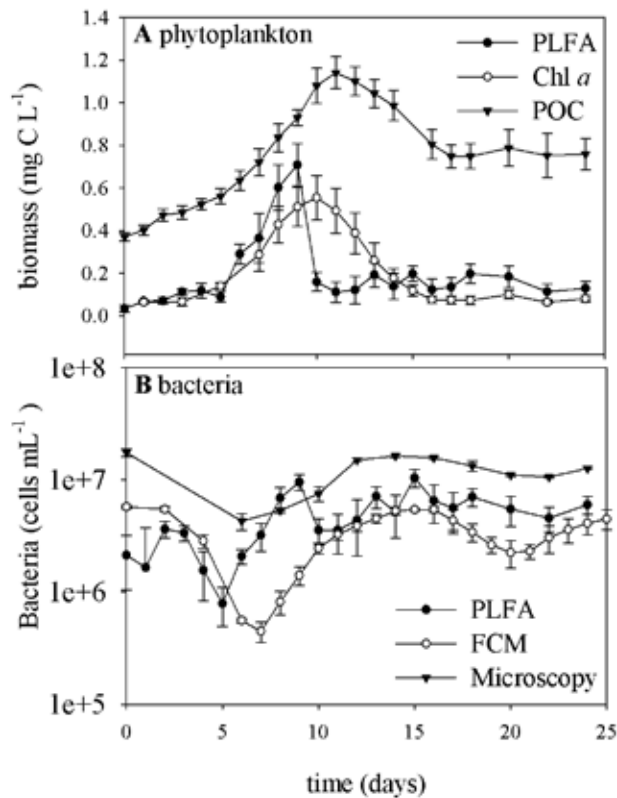 A phytoplankton
PLFA
Chl a
POC
biomass (mg C L-1)
1.4
1.2
1.0
0.8
0.6
0.4
0.2
0.0
B bacteria
Bacteria (cells mL-1)
1e+8
1e+7
1e+6
1e+5
PLFA
FCM
Microscopy
0 5 10 15 20 25
time (days)